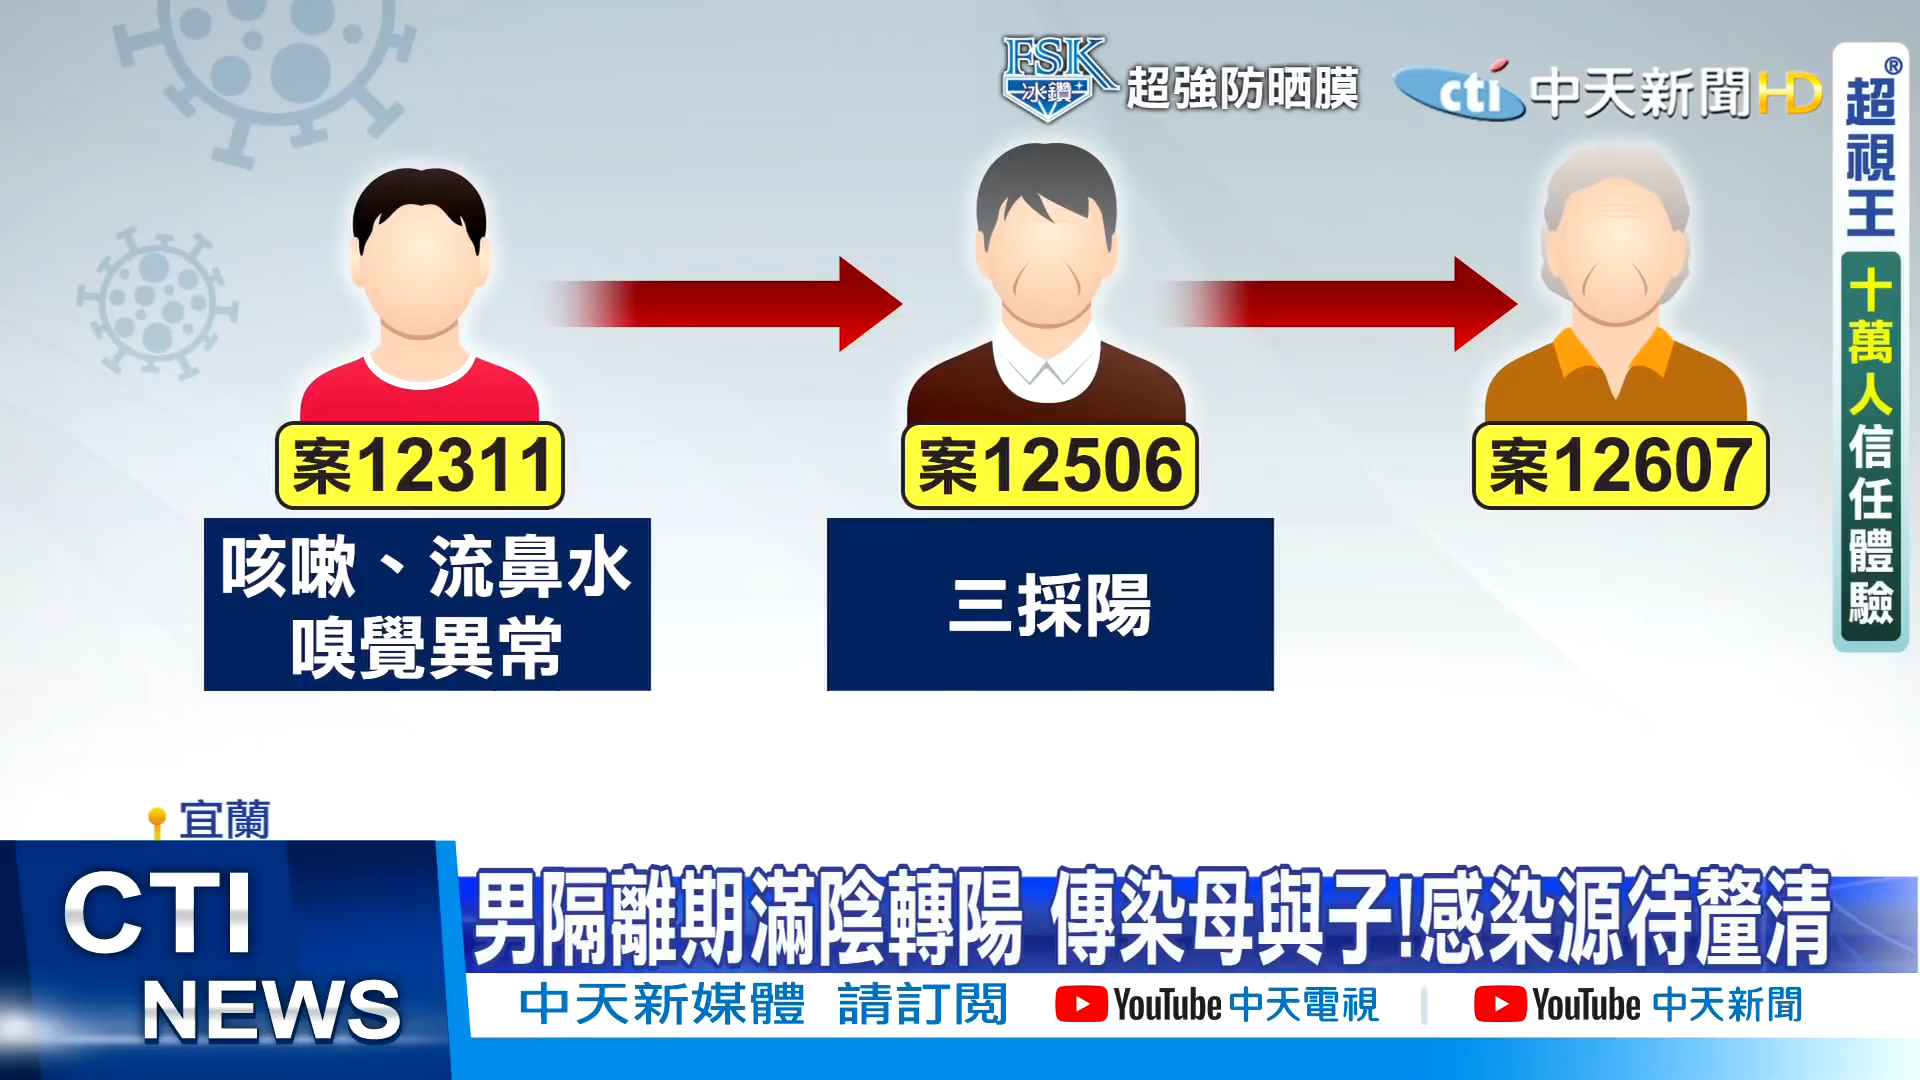 FSK
冰鑽
超強防晒膜
cti 中天新聞HD
超視王®
十萬人信任體驗
案12311
案12506
案12607
咳嗽、流鼻水
嗅覺異常
三採陽
宜蘭
CTI
NEWS
男隔離期滿陰轉陽 傳染母與子!感染源待釐清
中天新媒體 請訂閱 YouTube 中天電視 | YouTube 中天新聞